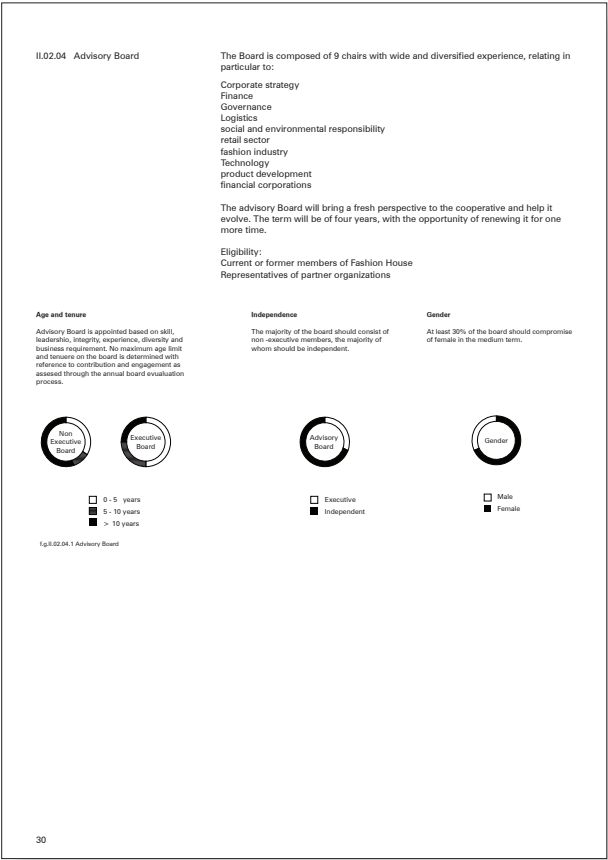 II.02.04 Advisory Board
The Board is composed of 9 chairs with wide and diversified experience, relating in
particular to:
Corporate strategy
Finance
Governance
Logistics
social and environmental responsibility
retail sector
fashion industry
Technology
product development
financial corporations
The advisory Board will bring a fresh perspective to the cooperative and help it
evolve. The term will be of four years, with the opportunity of renewing it for one
more time.
Eligibility:
Current or former members of Fashion House
Representatives of partner organizations
Age and tenure
Advisory Board is appointed based on skill,
leadershio, integrity, experience, diversity and
business requirement. No maximum age limit
and tenuere on the board is determined with
reference to contribution and engagement as
assesed through the annual board evualuation
process.
Independence
The majority of the board should consist of
non -executive members, the majority of
whom should be independent.
Gender
At least 30% of the board should compromise
of female in the medium term.
Non
Executive
Board
Executive
Board
Advisory
Board
Gender
0 - 5 years
5 - 10 years
> 10 years
Executive
Independent
Male
Female
f.g.II.02.04.1 Advisory Board
30